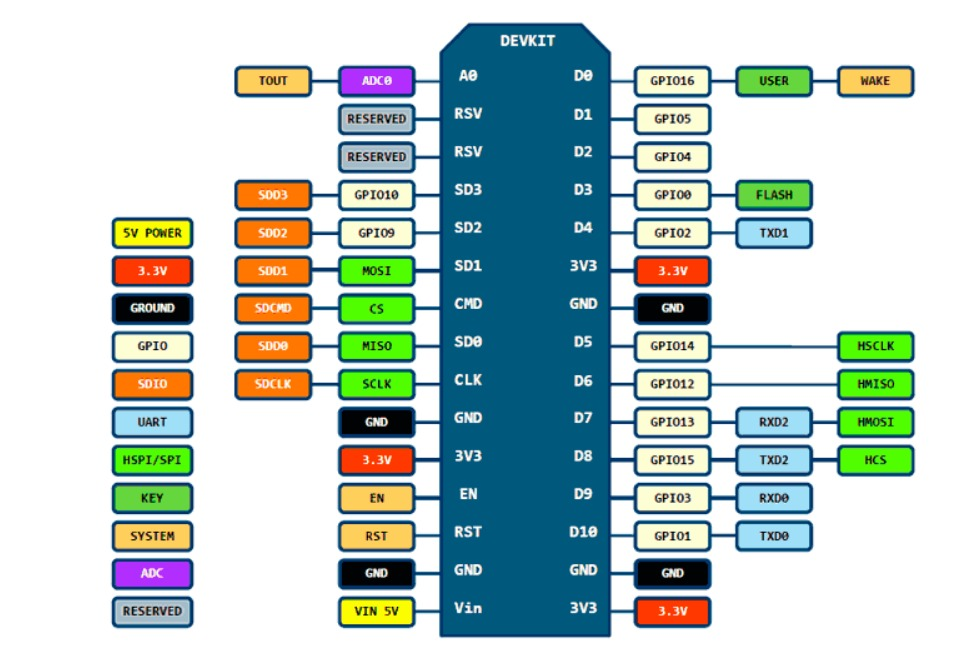 DEVKIT
TOUT ADC0 A0 D0 GPIO16 USER WAKE
RESERVED RSV D1 GPIO5
RESERVED RSV D2 GPIO4
SDD3 GPIO10 SD3 D3 GPIO0 FLASH
5V POWER SDD2 GPIO9 SD2 D4 GPIO2 TXD1
3.3V SDD1 MOSI SD1 3V3 3.3V
GROUND SDCMD CS CMD GND GND
GPIO SDD0 MISO SD0 D5 GPIO14 HSCLK
SDIO SDCLK SCLK CLK D6 GPIO12 HMISO
UART GND GND D7 GPIO13 RXD2 HMOSI
HSPI/SPI 3.3V 3V3 D8 GPIO15 TXD2 HCS
KEY EN EN D9 GPIO3 RXD0
SYSTEM RST RST D10 GPIO1 TXD0
ADC GND GND GND GND
RESERVED VIN 5V Vin 3V3 3.3V